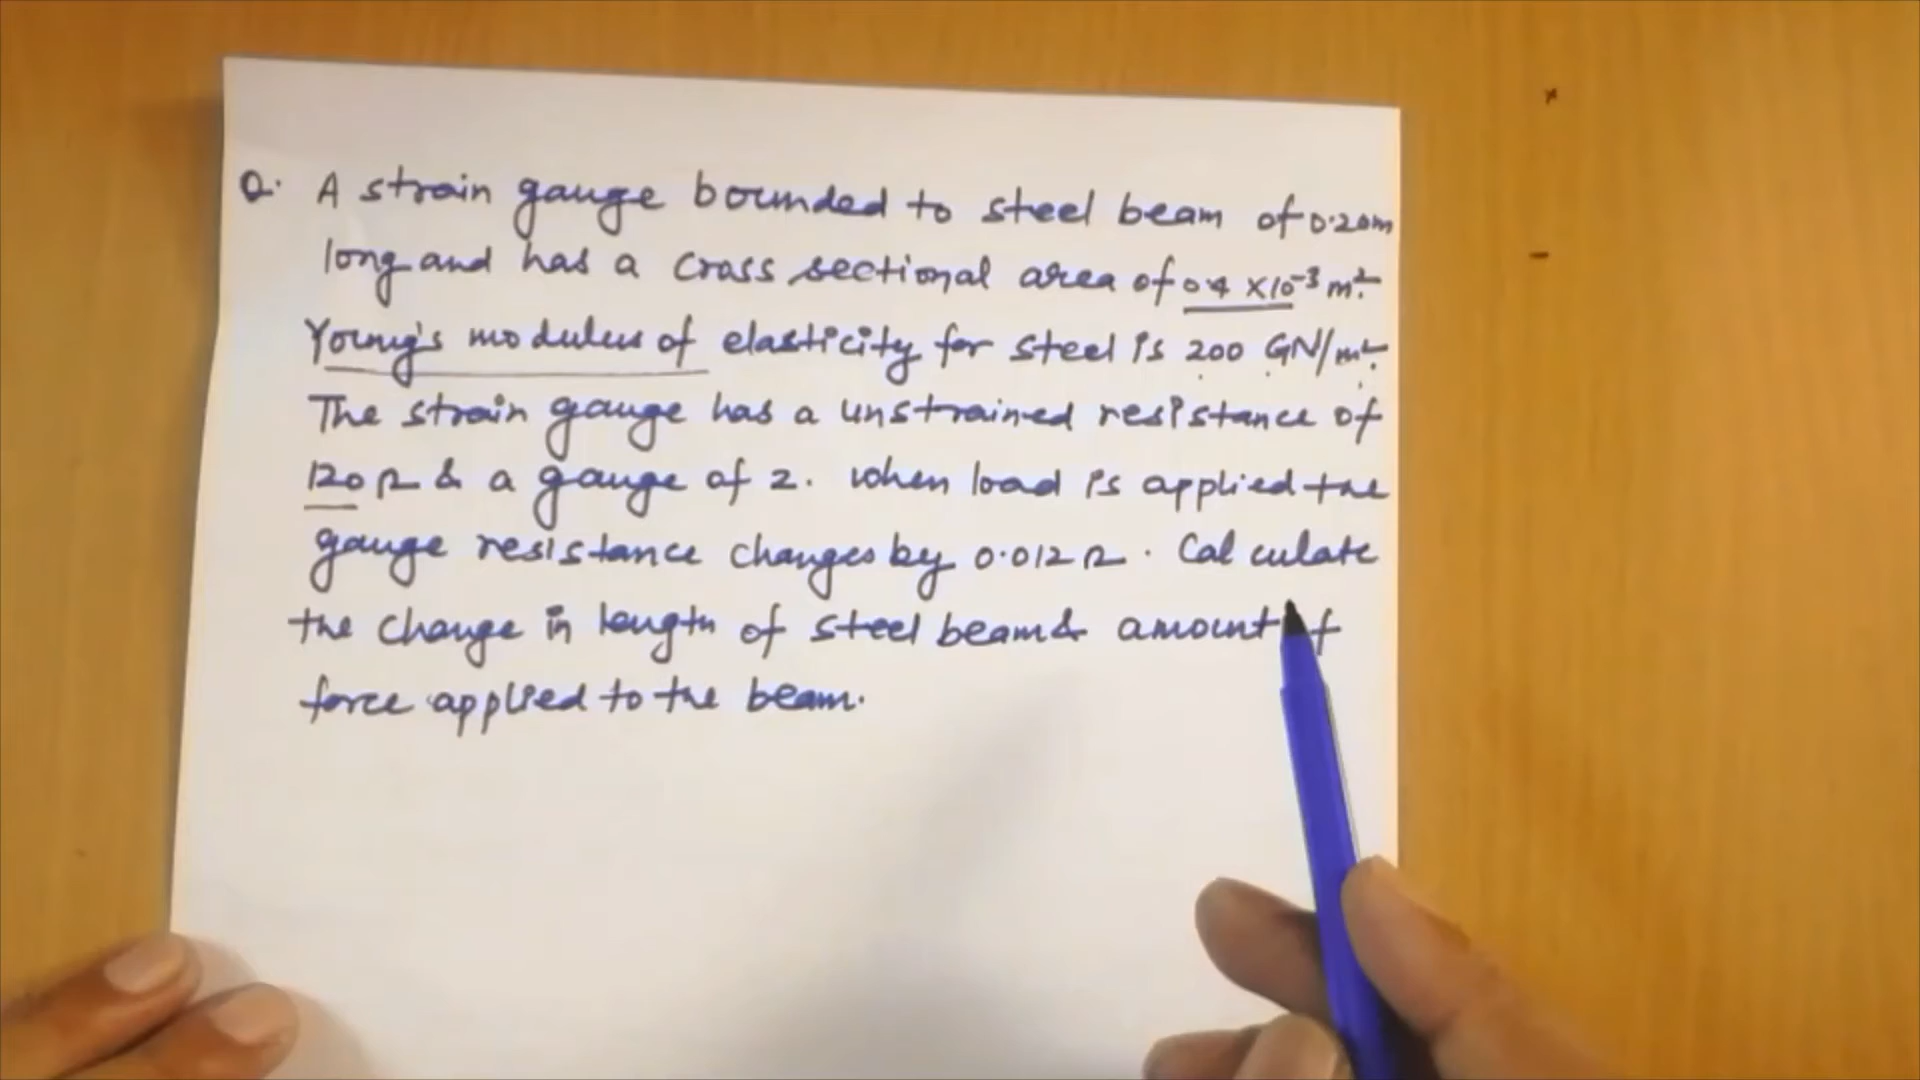 Q. A strain gauge bounded to steel beam of 0.20m
long and has a cross sectional area of 0.4 x10⁻³ m².
Young's modulus of elasticity for steel is 200 GN/m².
The strain gauge has a unstrained resistance of
120 Ω & a gauge of 2. When load is applied the
gauge resistance changes by 0.012 Ω. Calculate
the change in length of steel beam & amount of
force applied to the beam.